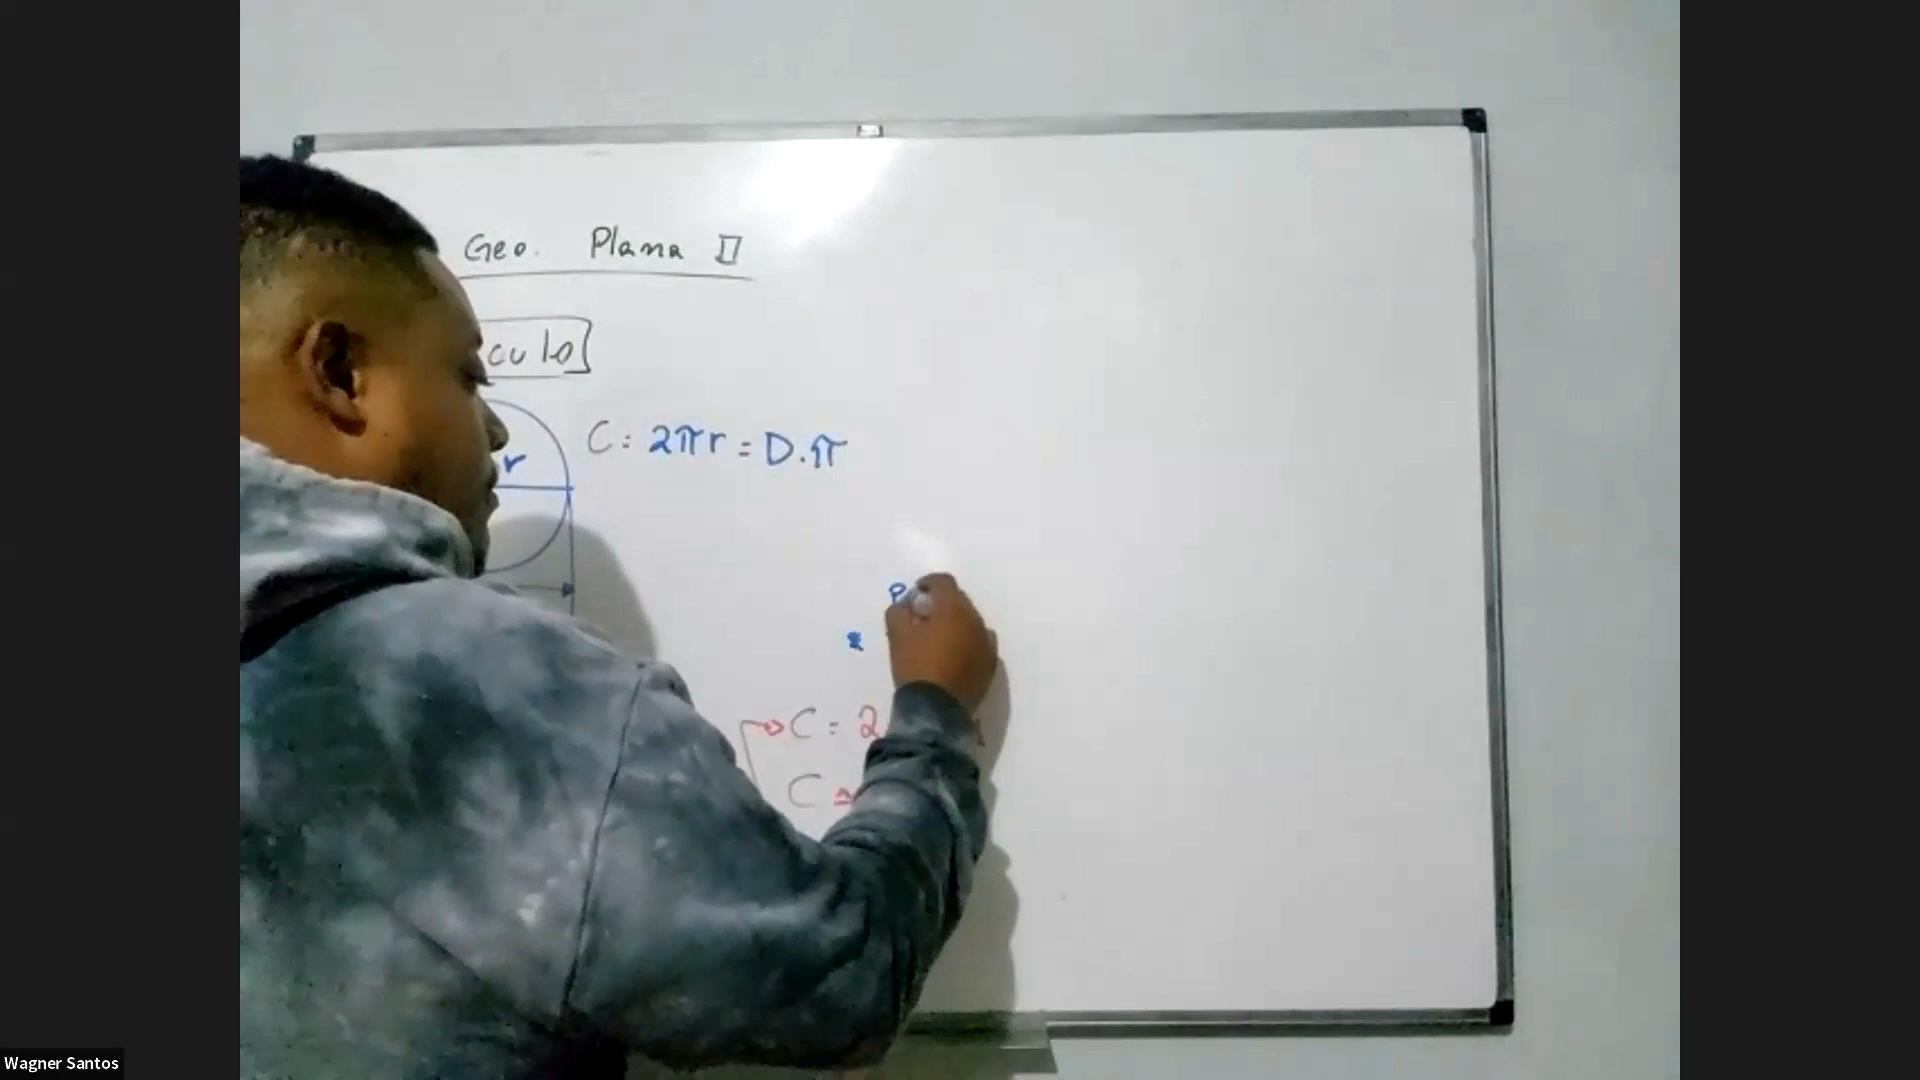 Geo. Plana II
culo
C = 2πr = D.π
r
C = 2
C ≃
Wagner Santos